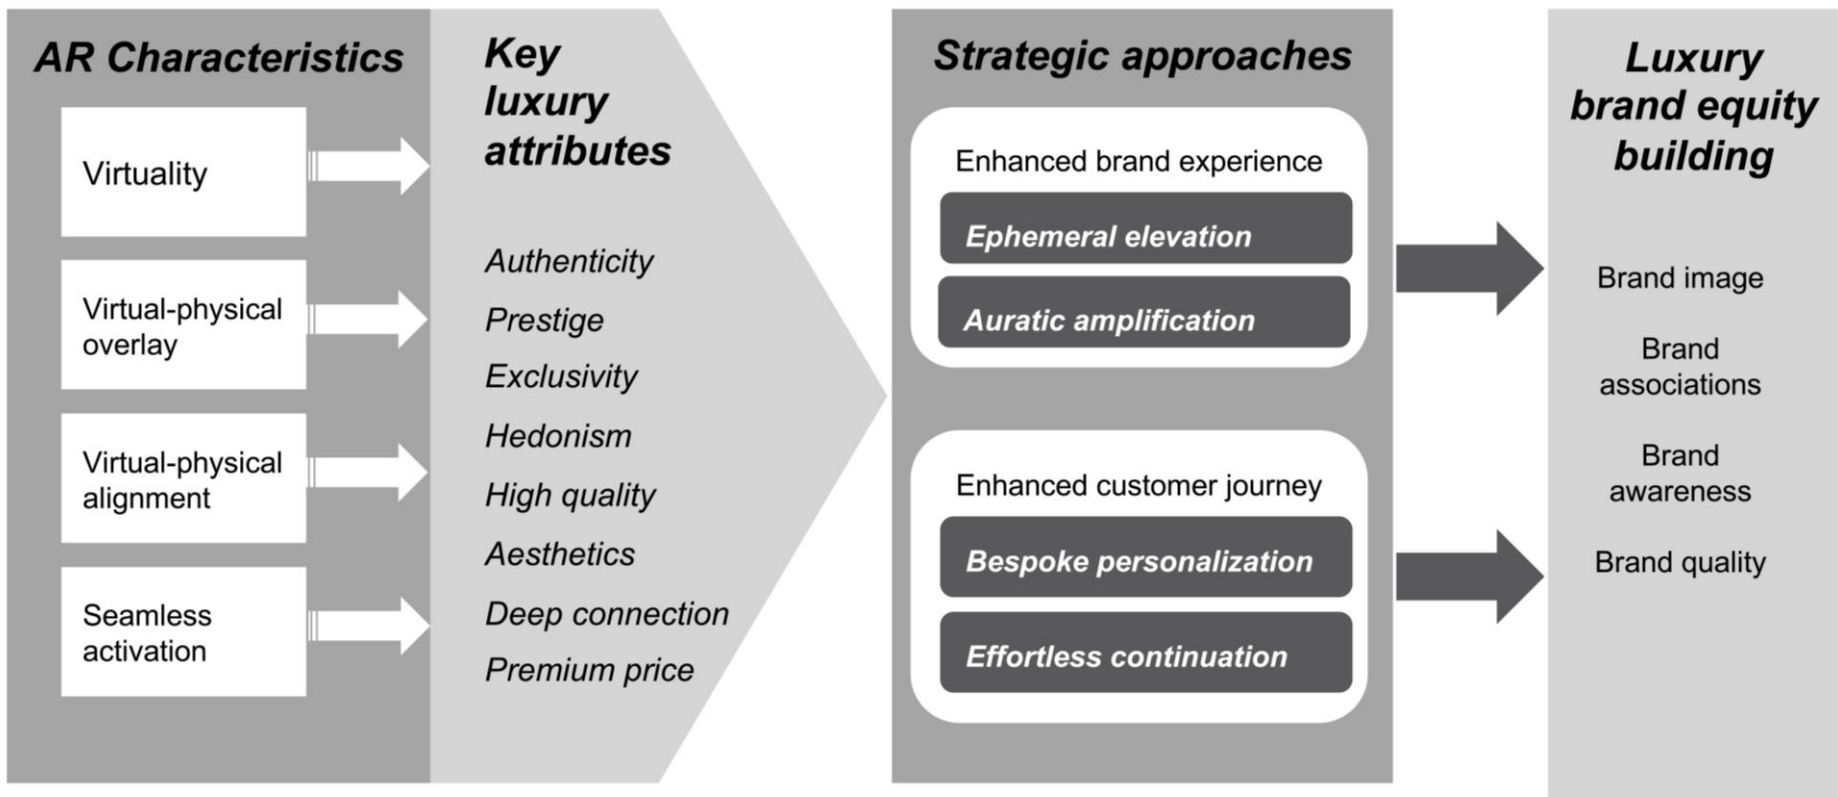 AR Characteristics
Virtuality
Virtual-physical
overlay
Virtual-physical
alignment
Seamless
activation
Key
luxury
attributes
Authenticity
Prestige
Exclusivity
Hedonism
High quality
Aesthetics
Deep connection
Premium price
Strategic approaches
Enhanced brand experience
Ephemeral elevation
Auratic amplification
Enhanced customer journey
Bespoke personalization
Effortless continuation
Luxury
brand equity
building
Brand image
Brand
associations
Brand
awareness
Brand quality